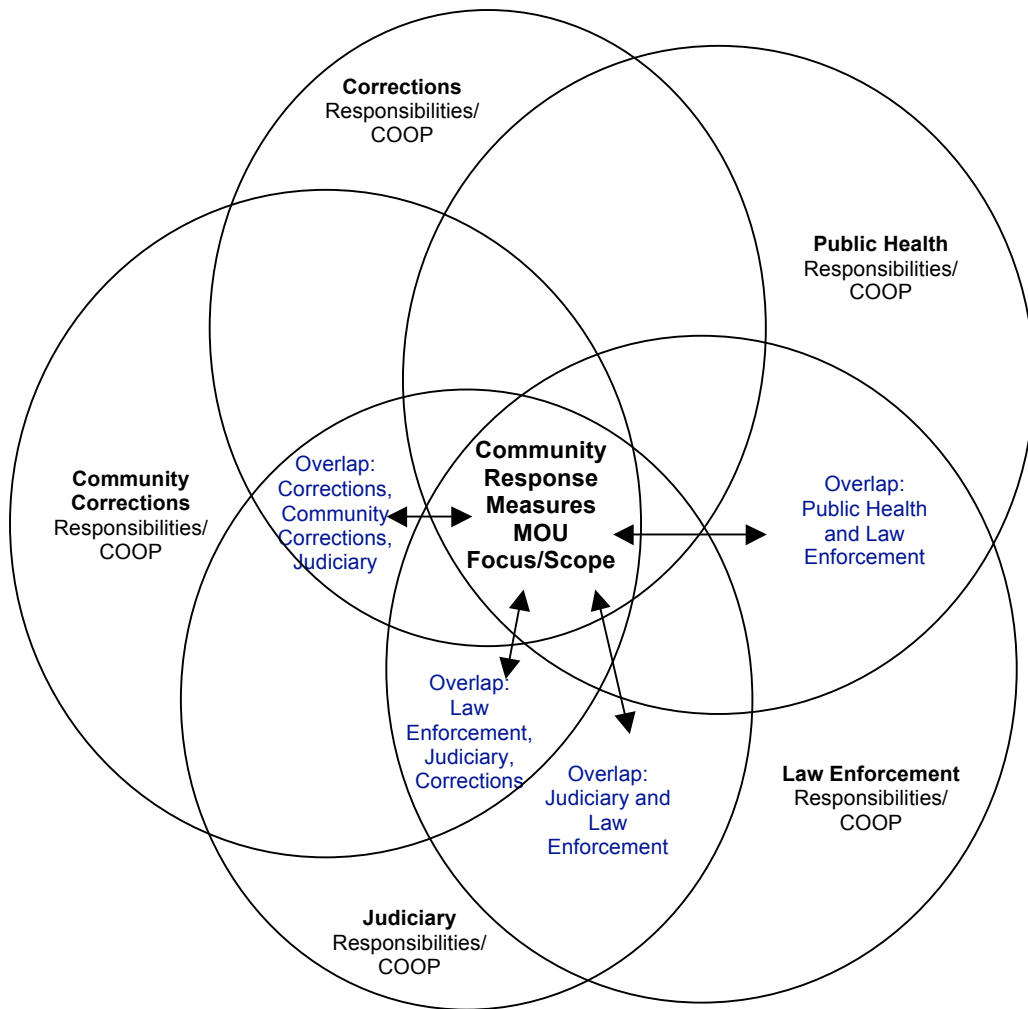 Corrections
Responsibilities/
COOP
Public Health
Responsibilities/
COOP
Community
Corrections
Responsibilities/
COOP
Overlap:
Corrections,
Community
Corrections,
Judiciary
Community
Response
Measures
MOU
Focus/Scope
Overlap:
Public Health
and Law
Enforcement
Overlap:
Law
Enforcement,
Judiciary,
Corrections
Overlap:
Judiciary and
Law
Enforcement
Law Enforcement
Responsibilities/
COOP
Judiciary
Responsibilities/
COOP